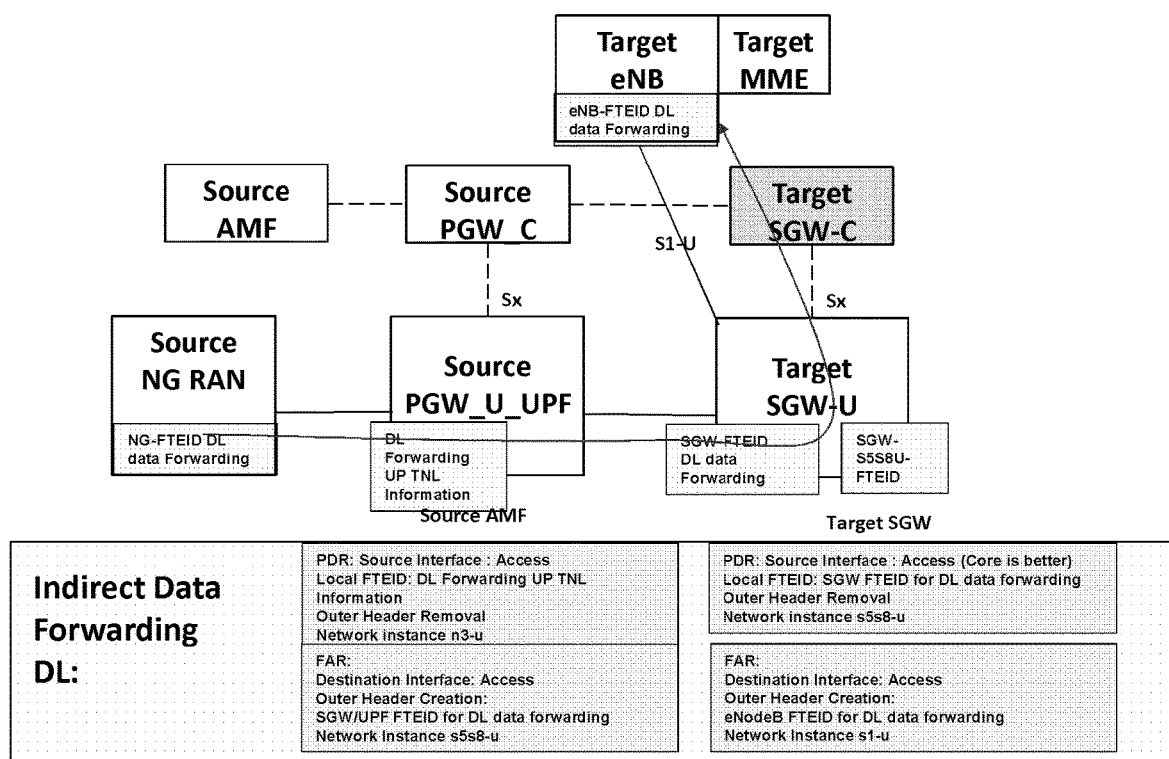 Target
eNB
Target
MME
eNB-FTEID DL
data Forwarding
Source
AMF
Source
PGW_C
Target
SGW-C
S1-U
Sx
Sx
Source
NG RAN
Source
PGW_U_UPF
Target
SGW-U
NG-FTEID DL
data Forwarding
DL
Forwarding
UP TNL
Information
SGW-FTEID
DL data
Forwarding
SGW-
S5S8U-
FTEID
Source AMF
Target SGW
Indirect Data
Forwarding
DL:
PDR: Source Interface : Access
Local FTEID: DL Forwarding UP TNL
Information
Outer Header Removal
Network instance n3-u
FAR:
Destination Interface: Access
Outer Header Creation:
SGW/UPF FTEID for DL data forwarding
Network Instance s5s8-u
PDR: Source Interface : Access (Core is better)
Local FTEID: SGW FTEID for DL data forwarding
Outer Header Removal
Network instance s5s8-u
FAR:
Destination Interface: Access
Outer Header Creation:
eNodeB FTEID for DL data forwarding
Network Instance s1-u